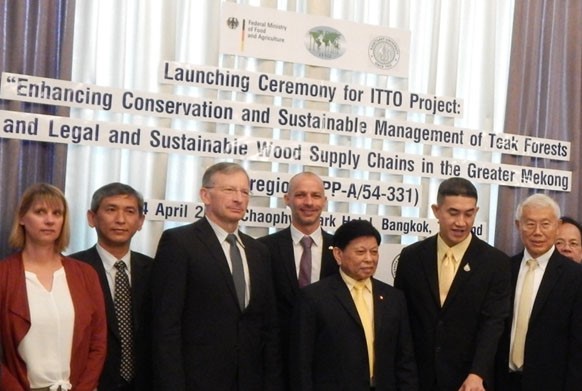 Federal Ministry
of Food
and Agriculture
Launching Ceremony for ITTO Project:
“Enhancing Conservation and Sustainable Management of Teak Forests
and Legal and Sustainable Wood Supply Chains in the Greater Mekong
region PP-A/54-331)
4 April 2 Chaophy Park Hotel, Bangkok, nd